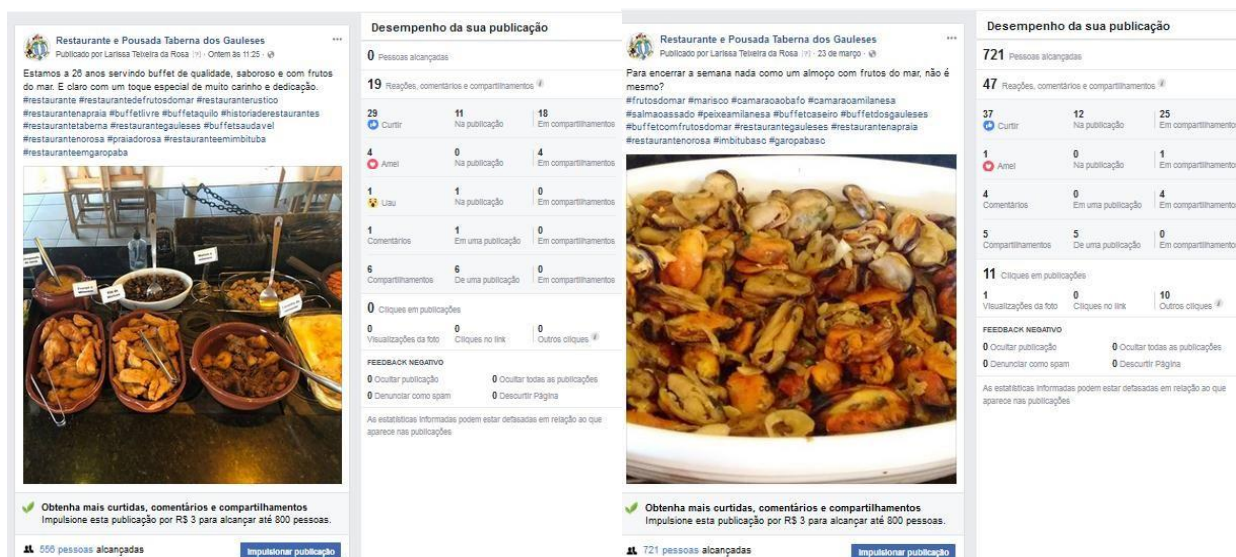 Restaurante e Pousada Taberna dos Gauleses
Publicado por Larissa Teixeira da Rosa [?] · Ontem às 11:25 ·
Estamos a 26 anos servindo buffet de qualidade, saboroso e com frutos
do mar. E claro com um toque especial de muito carinho e dedicação.
#restaurante #restaurantedefrutosdomar #restauranterustico
#restaurantenapraia #buffetlivre #buffetaquilo #historiaderestaurantes
#restaurantetaberna #restaurantegauleses #buffetsaudavel
#restaurantenorosa #praiadorosa #restauranteemimbituba
#restauranteemgaropaba
Obtenha mais curtidas, comentários e compartilhamentos
Impulsione esta publicação por R$ 3 para alcançar até 800 pessoas.
556 pessoas alcançadas
Impulsionar publicação
Desempenho da sua publicação
0 Pessoas alcançadas
19 Reações, comentários e compartilhamentos
29 11 18
Curtir Na publicação Em compartilhamentos
4 0 4
Amei Na publicação Em compartilhamentos
1 1 0
Uau Na publicação Em compartilhamentos
1 1 0
Comentários Em uma publicação Em compartilhamentos
6 6 0
Compartilhamentos De uma publicação Em compartilhamentos
0 Cliques em publicações
0 0 0
Visualizações da foto Cliques no link Outros cliques
FEEDBACK NEGATIVO
0 Ocultar publicação 0 Ocultar todas as publicações
0 Denunciar como spam 0 Descurtir Página
As estatísticas informadas podem estar defasadas em relação ao que
aparece nas publicações
Restaurante e Pousada Taberna dos Gauleses
Publicado por Larissa Teixeira da Rosa [?] · 23 de março ·
Para encerrar a semana nada como um almoço com frutos do mar, não é
mesmo?
#frutosdomar #marisco #camaraoaobafo #camaraoamilanesa
#salmaoassado #peixeamilanesa #buffetcaseiro #buffetdosgauleses
#buffetcomfrutosdomar #restaurantegauleses #restaurantenapraia
#restaurantenorosa #imbitubasc #garopabasc
Obtenha mais curtidas, comentários e compartilhamentos
Impulsione esta publicação por R$ 3 para alcançar até 800 pessoas.
721 pessoas alcançadas
Impulsionar publicação
Desempenho da sua publicação
721 Pessoas alcançadas
47 Reações, comentários e compartilhamentos
37 12 25
Curtir Na publicação Em compartilhamento
1 0 1
Amei Na publicação Em compartilhamento
4 0 4
Comentários Em uma publicação Em compartilhamento
5 5 0
Compartilhamentos De uma publicação Em compartilhamento
11 Cliques em publicações
1 0 10
Visualizações da foto Cliques no link Outros cliques
FEEDBACK NEGATIVO
0 Ocultar publicação 0 Ocultar todas as publicações
0 Denunciar como spam 0 Descurtir Página
As estatísticas informadas podem estar defasadas em relação ao que
aparece nas publicações